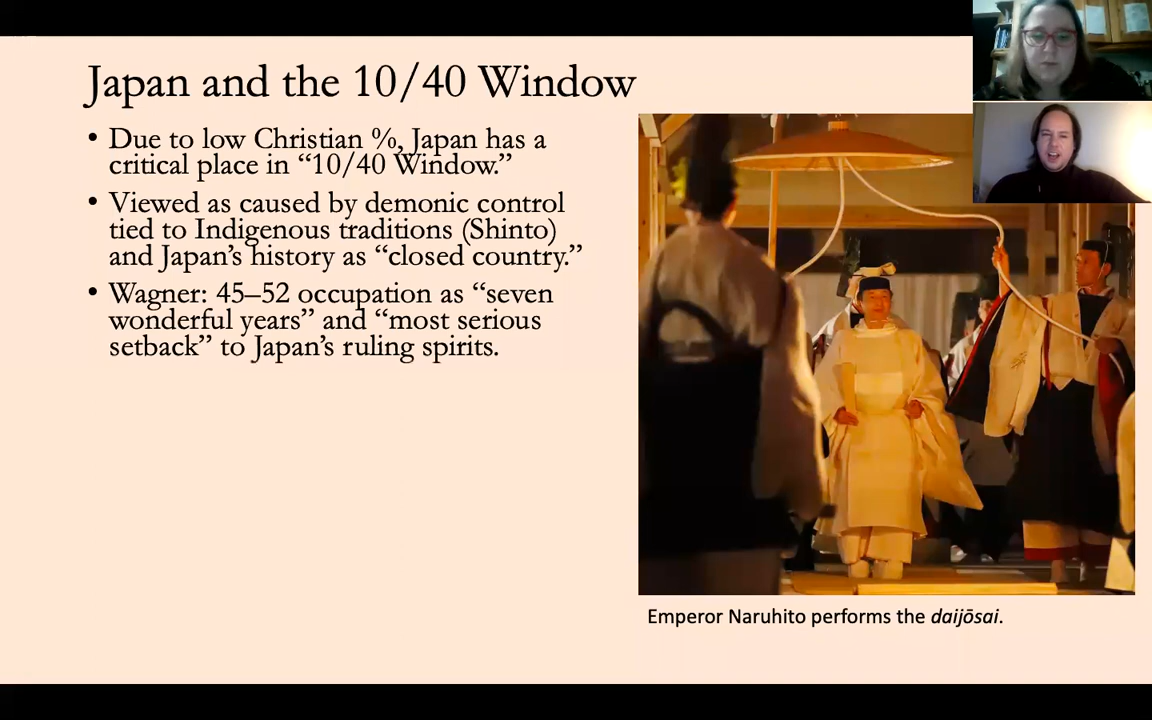 Japan and the 10/40 Window
• Due to low Christian %, Japan has a
critical place in “10/40 Window.”
• Viewed as caused by demonic control
tied to Indigenous traditions (Shinto)
and Japan’s history as “closed country.”
• Wagner: 45–52 occupation as “seven
wonderful years” and “most serious
setback” to Japan’s ruling spirits.
Emperor Naruhito performs the daijōsai.